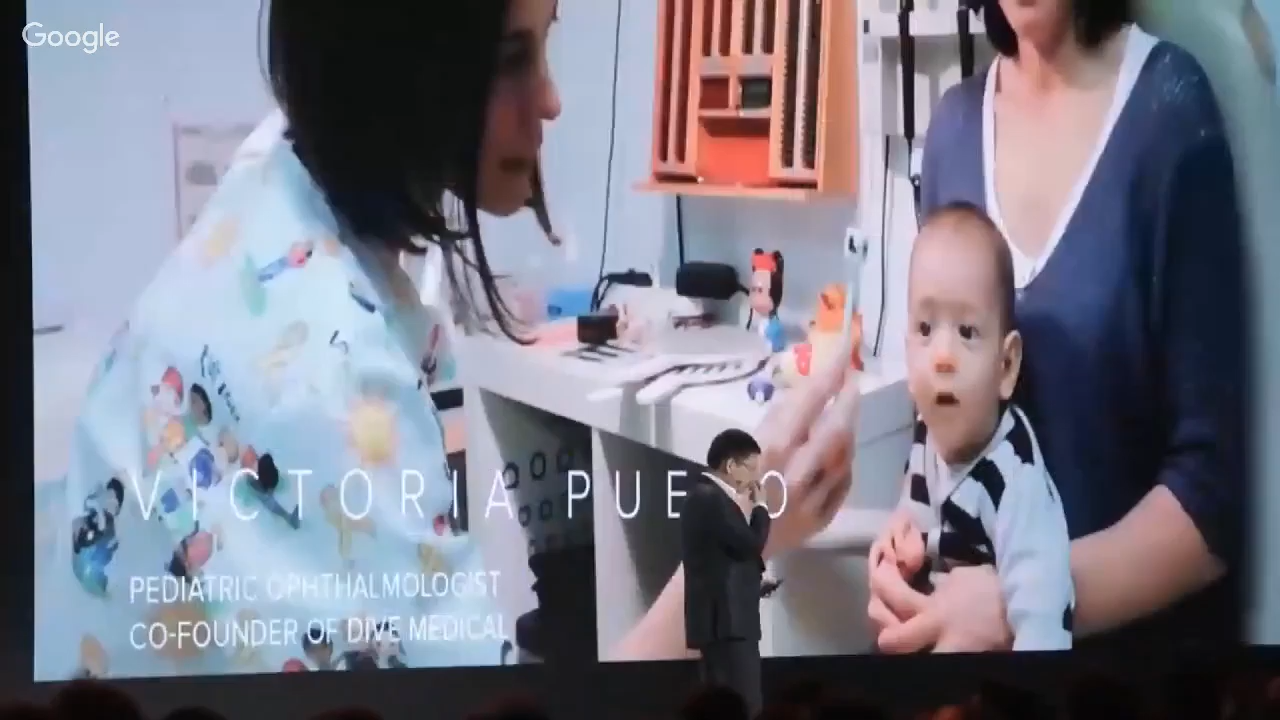 Google
VICTORIA
PEDIATRIC OPHTHALMOLOGIST
CO-FOUNDER OF DIVE MEDICAL